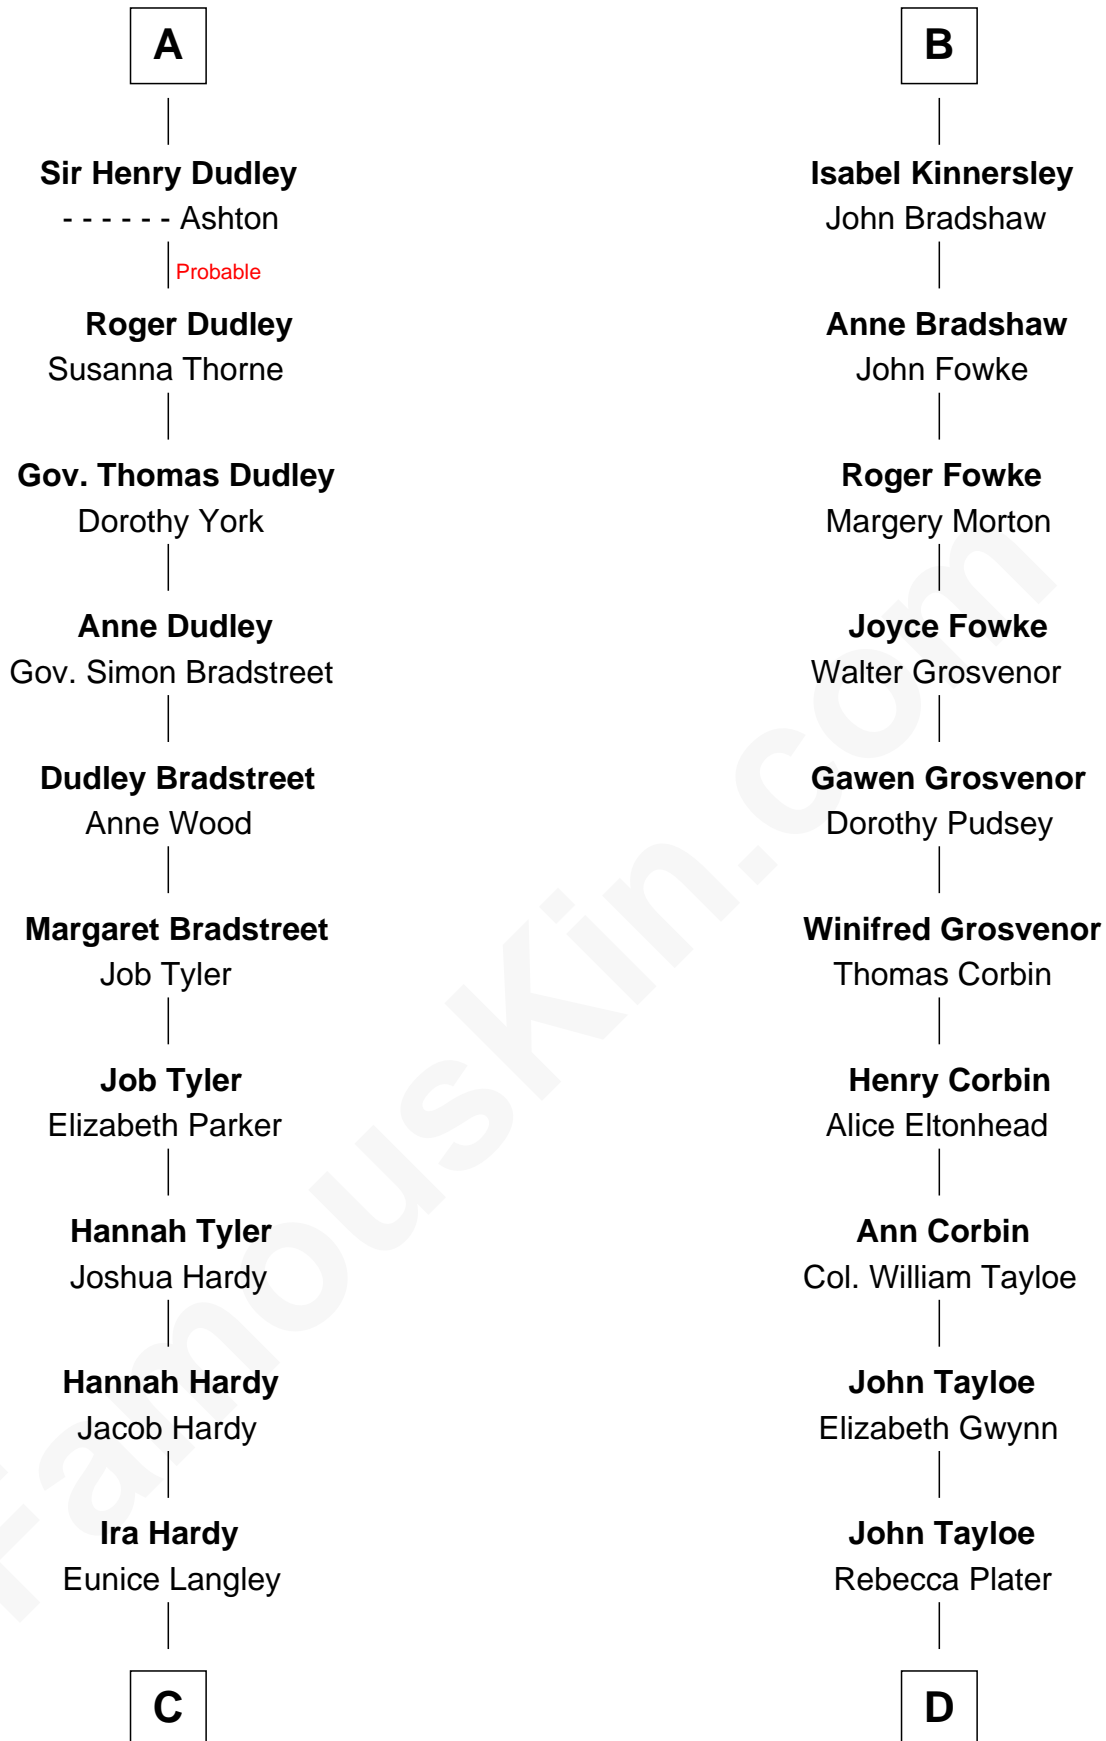 A
Sir Henry Dudley
- - - - - - Ashton
Probable
Roger Dudley
Susanna Thorne
Gov. Thomas Dudley
Dorothy York
Anne Dudley
Gov. Simon Bradstreet
Dudley Bradstreet
Anne Wood
Margaret Bradstreet
Job Tyler
Job Tyler
Elizabeth Parker
Hannah Tyler
Joshua Hardy
Hannah Hardy
Jacob Hardy
Ira Hardy
Eunice Langley
C
B
Isabel Kinnersley
John Bradshaw
Anne Bradshaw
John Fowke
Roger Fowke
Margery Morton
Joyce Fowke
Walter Grosvenor
Gawen Grosvenor
Dorothy Pudsey
Winifred Grosvenor
Thomas Corbin
Henry Corbin
Alice Eltonhead
Ann Corbin
Col. William Tayloe
John Tayloe
Elizabeth Gwynn
John Tayloe
Rebecca Plater
D
FamousKin.com